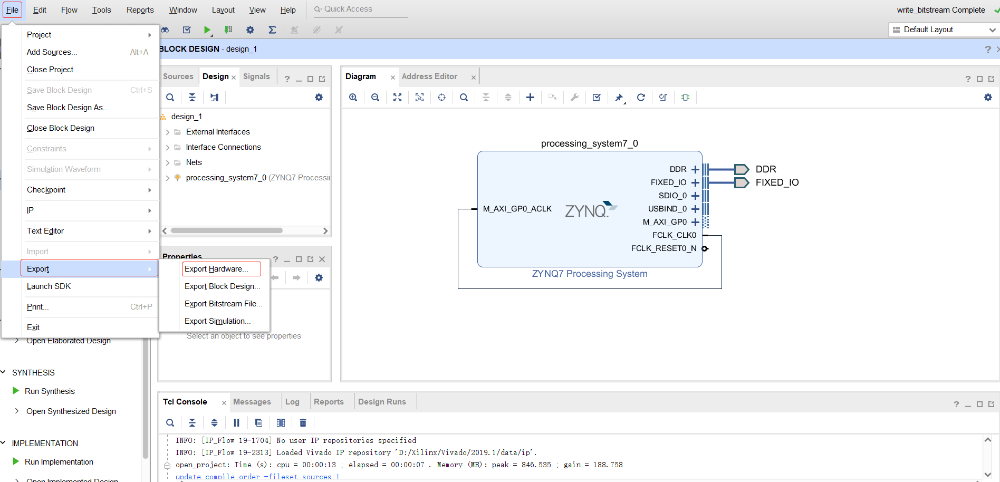 File Edit Flow Tools Reports Window Layout View Help Quick Access write_bitstream Complete
Default Layout
Project
Add Sources... Alt+A
Close Project
Save Block Design Ctrl+S
Save Block Design As...
Close Block Design
Constraints
Simulation Waveform
Checkpoint
IP
Text Editor
Import
Export
Launch SDK
Print... Ctrl+P
Exit
Export Hardware...
Export Block Design...
Export Bitstream File...
Export Simulation...
BLOCK DESIGN - design_1
Sources Design Signals
design_1
External Interfaces
Interface Connections
Nets
processing_system7_0 (ZYNQ7 Processi
Properties
Select an object to see properties
Diagram Address Editor
processing_system7_0
DDR
FIXED_IO
SDIO_0
USBIND_0
M_AXI_GP0
FCLK_CLK0
FCLK_RESET0_N
M_AXI_GP0_ACLK
ZYNQ
DDR
FIXED_IO
ZYNQ7 Processing System
Open Elaborated Design
SYNTHESIS
Run Synthesis
Open Synthesized Design
IMPLEMENTATION
Run Implementation
Open Implemented Design
Tcl Console Messages Log Reports Design Runs
INFO: [IP_Flow 19-1704] No user IP repositories specified
INFO: [IP_Flow 19-2313] Loaded Vivado IP repository 'D:/Xilinx/Vivado/2019.1/data/ip'.
open_project: Time (s): cpu = 00:00:13 ; elapsed = 00:00:07 . Memory (MB): peak = 846.535 ; gain = 188.758
update_compile_order -fileset sources_1